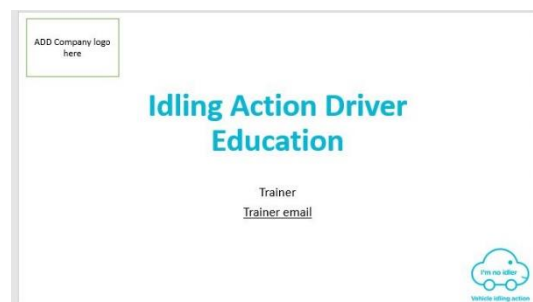 ADD Company logo
here
Idling Action Driver
Education
Trainer
Trainer email
I'm no idler
Vehicle idling action